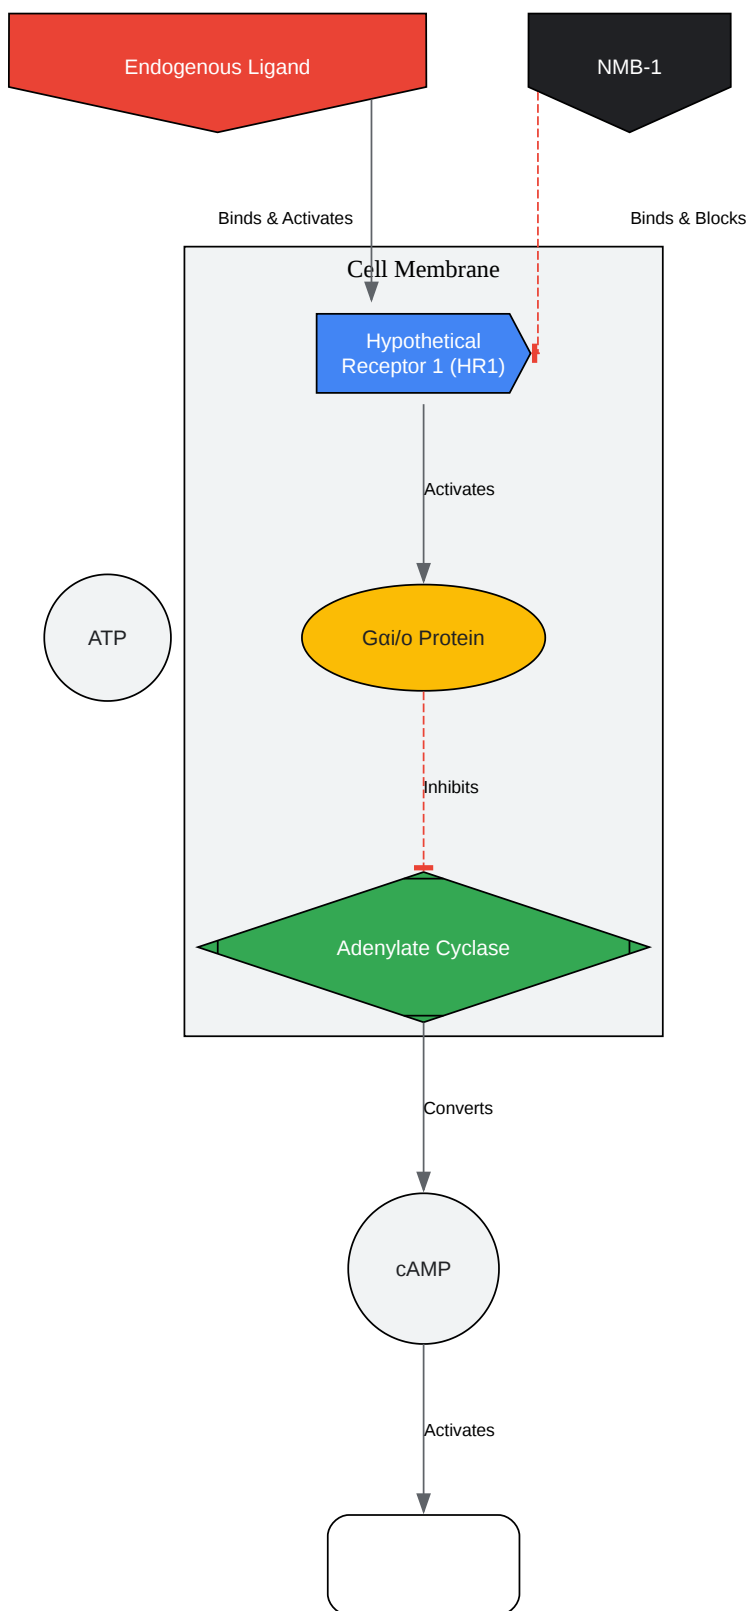 Endogenous Ligand
NMB-1
Binds & Activates
Binds & Blocks
Cell Membrane
Hypothetical
Receptor 1 (HR1)
Activates
ATP
Gαi/o Protein
Inhibits
Adenylate Cyclase
Converts
cAMP
Activates